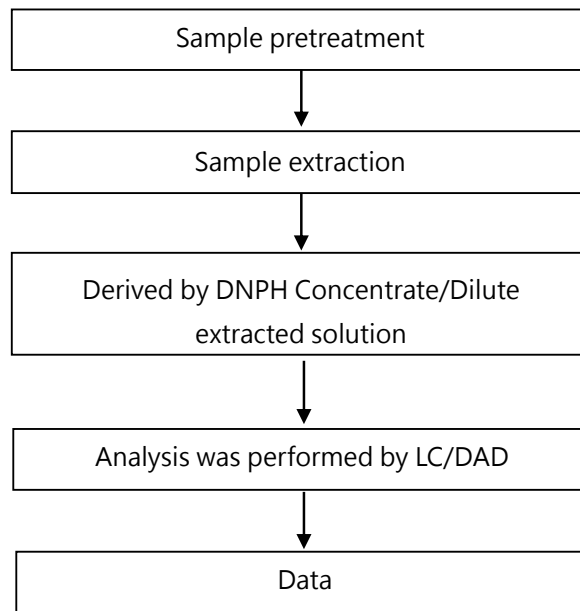 Sample pretreatment
Sample extraction
Derived by DNPH Concentrate/Dilute
extracted solution
Analysis was performed by LC/DAD
Data